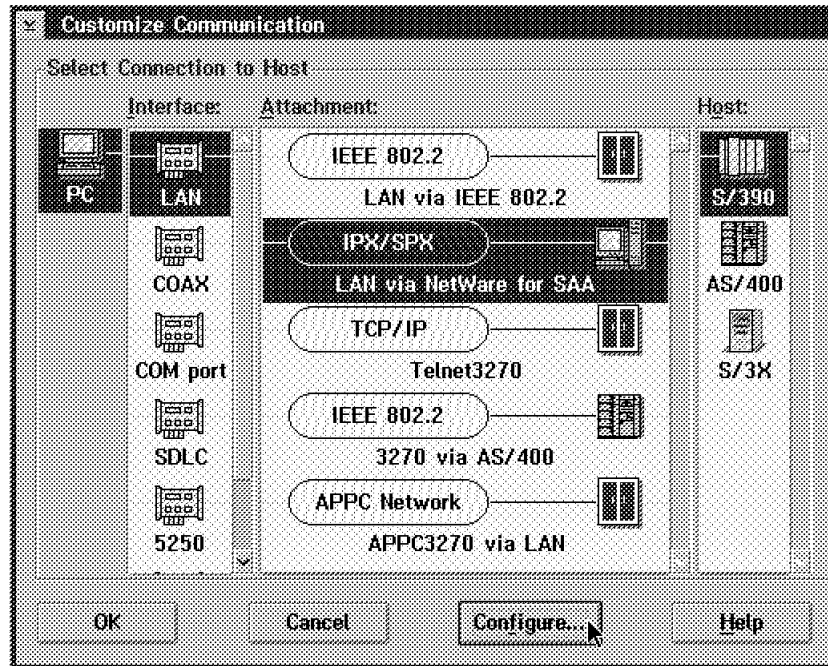 Customize Communication
Select Connection to Host
Interface: Attachment: Host:
PC
LAN
COAX
COM port
SDLC
5250
IEEE 802.2
LAN via IEEE 802.2
IPX/SPX
LAN via NetWare for SAA
TCP/IP
Telnet3270
IEEE 802.2
3270 via AS/400
APPC Network
APPC3270 via LAN
S/390
AS/400
S/3X
OK Cancel Configure... Help